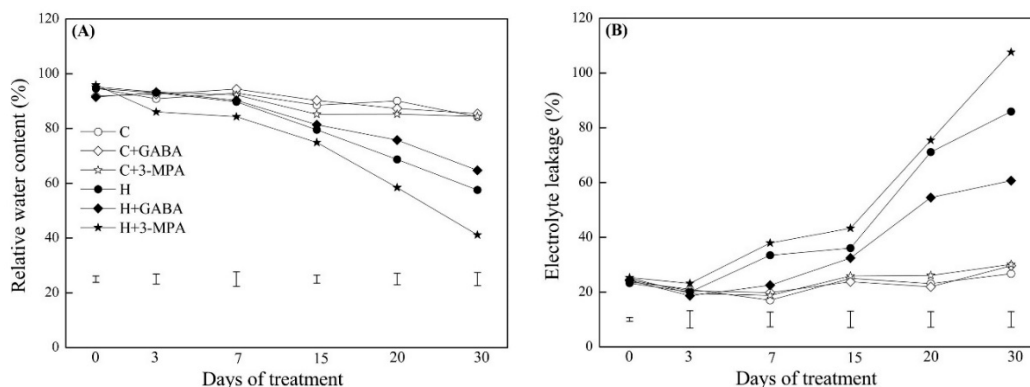 (A)
Relative water content (%)
120
100
80
60
40
20
0
C
C+GABA
C+3-MPA
H
H+GABA
H+3-MPA
0 3 7 15 20 30
Days of treatment
(B)
Electrolyte leakage (%)
120
100
80
60
40
20
0
0 3 7 15 20 30
Days of treatment